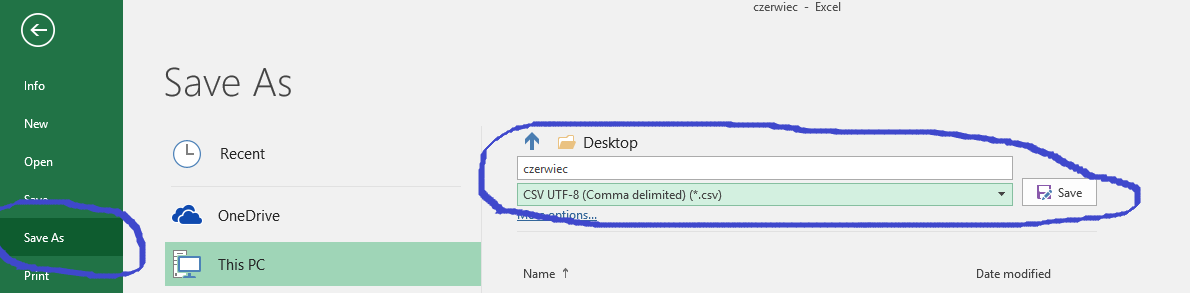 czerwiec - Excel
Info
New
Open
Save
Save As
Print
Save As
Recent
OneDrive
This PC
Desktop
czerwiec
CSV UTF-8 (Comma delimited) (*.csv)
Save
More options...
Name
Date modified